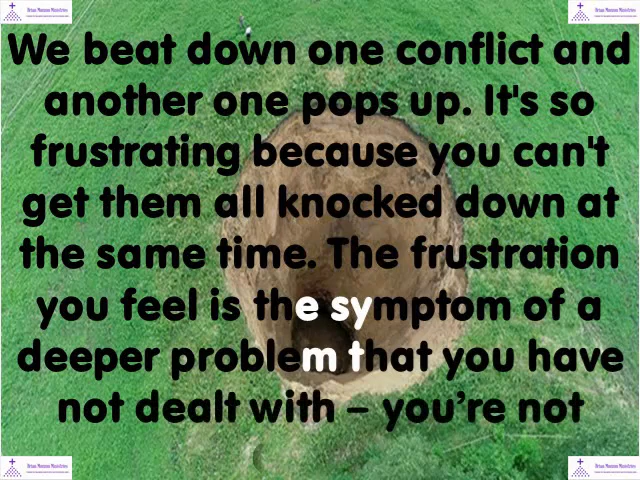 We beat down one conflict and
another one pops up. It's so
frustrating because you can't
get them all knocked down at
the same time. The frustration
you feel is the symptom of a
deeper problem that you have
not dealt with – you’re not